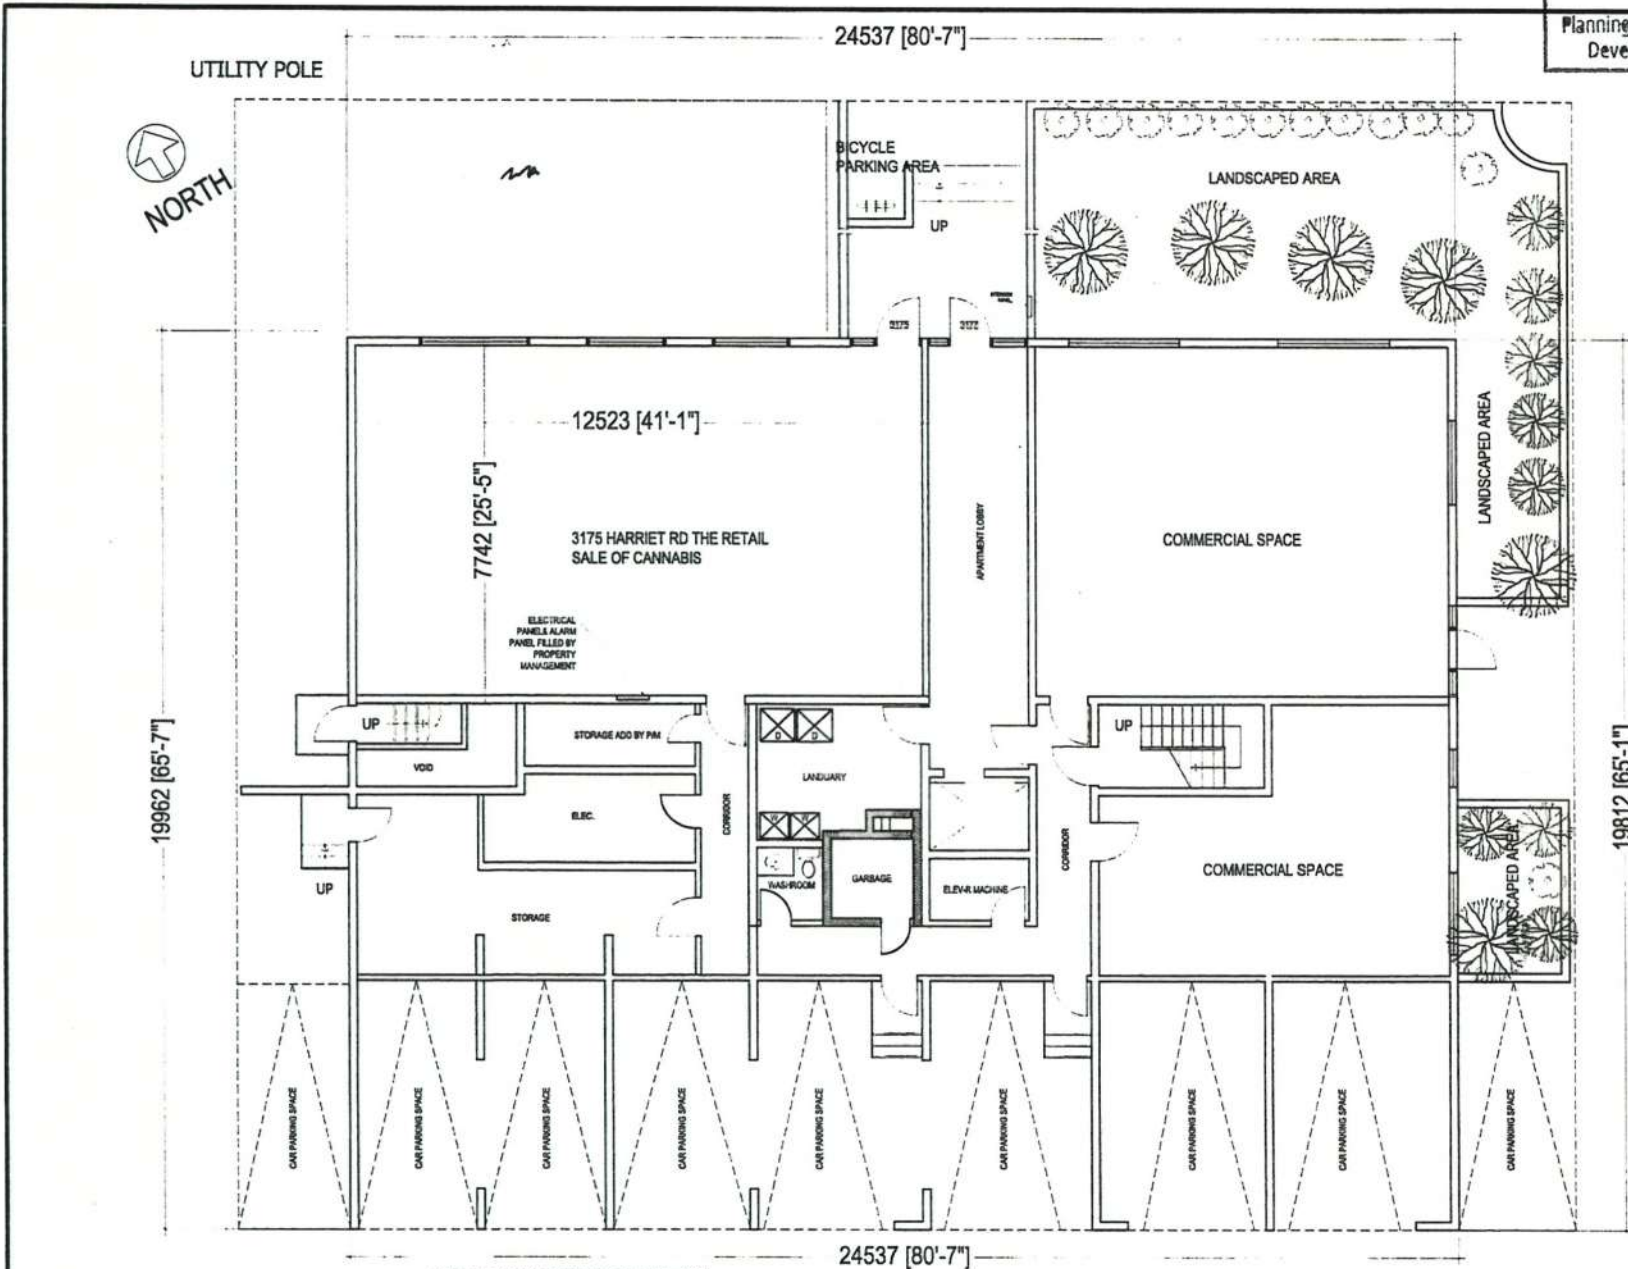 Planning
Deve
24537 [80'-7"]
UTILITY POLE
NORTH
BICYCLE
PARKING AREA
UP
LANDSCAPED AREA
3175
3177
12523 [41'-1"]
7742 [25'-5"]
3175 HARRIET RD THE RETAIL
SALE OF CANNABIS
ELECTRICAL
PANEL& ALARM
PANEL FILLED BY
PROPERTY
MANAGEMENT
APARTMENT LOBBY
COMMERCIAL SPACE
LANDSCAPED AREA
19962 [65'-7"]
19812 [65'-1"]
UP
VOID
STORAGE ADD BY P/M
ELEC.
CORRIDOR
D
D
LANDUARY
W
W
WASHROOM
GARBAGE
ELEV-R MACHINE
CORRIDOR
UP
COMMERCIAL SPACE
LANDSCAPED AREA
UP
STORAGE
CAR PARKING SPACE
CAR PARKING SPACE
CAR PARKING SPACE
CAR PARKING SPACE
CAR PARKING SPACE
CAR PARKING SPACE
CAR PARKING SPACE
CAR PARKING SPACE
CAR PARKING SPACE
24537 [80'-7"]